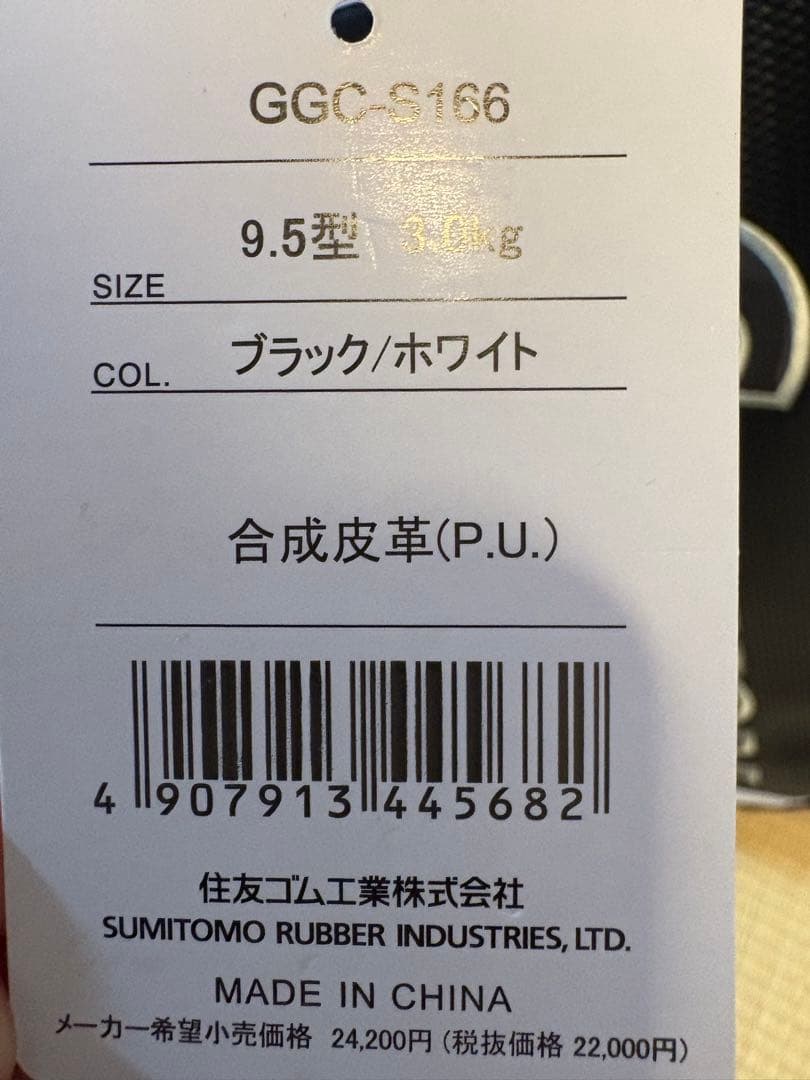 GGC-S166
SIZE 9.5型 3.0kg
COL. ブラック/ホワイト
合成皮革(P.U.)
4 907913 445682
住友ゴム工業株式会社
SUMITOMO RUBBER INDUSTRIES, LTD.
MADE IN CHINA
メーカー希望小売価格 24,200円 (税抜価格 22,000円)